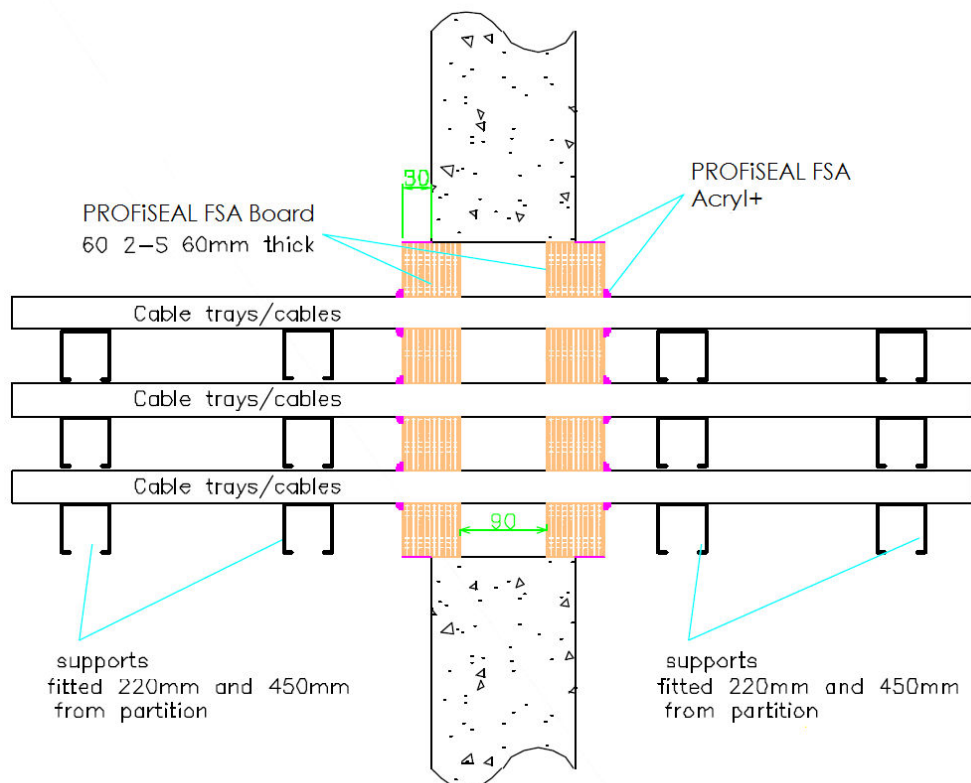 30
PROFiSEAL FSA Board
60 2-S 60mm thick
PROFiSEAL FSA
Acryl+
Cable trays/cables
Cable trays/cables
Cable trays/cables
90
supports
fitted 220mm and 450mm
from partition
supports
fitted 220mm and 450mm
from partition